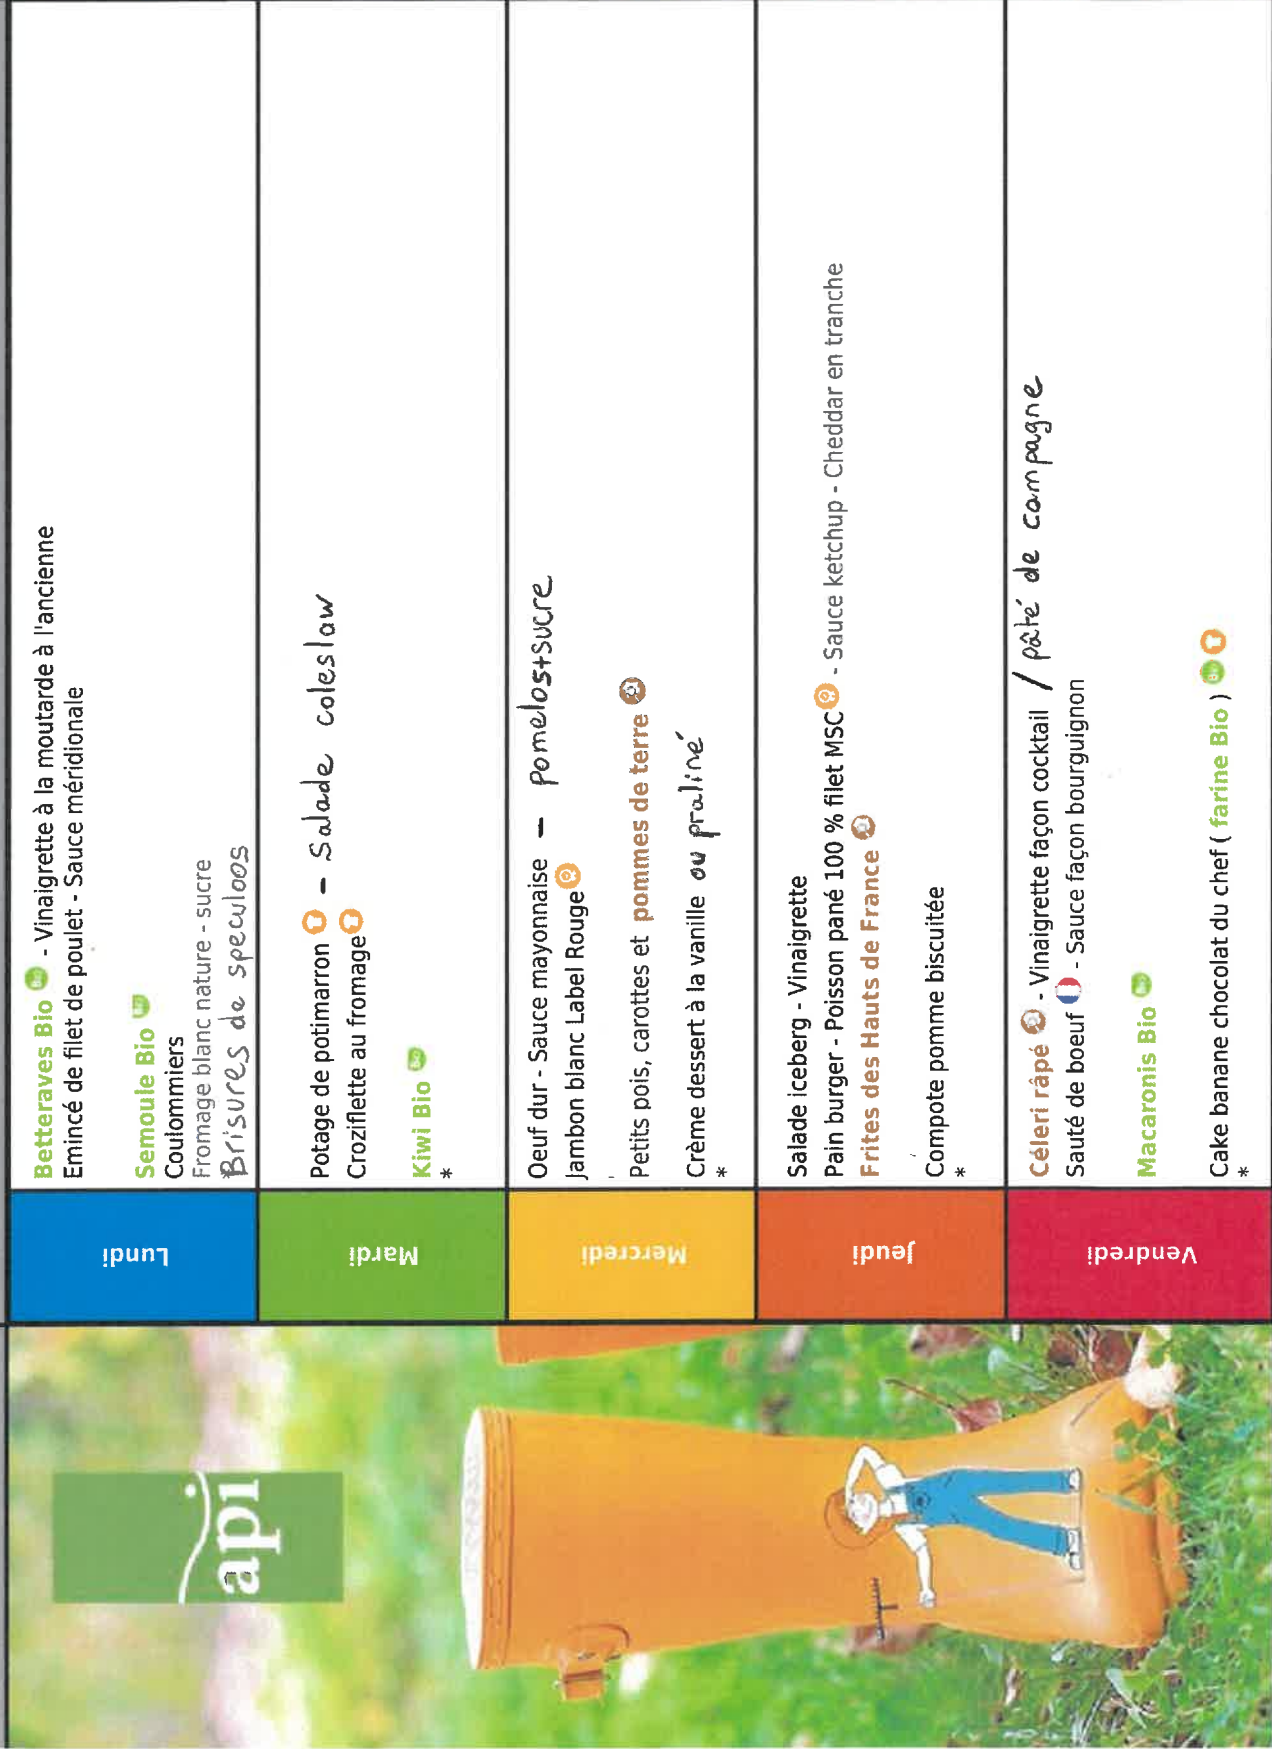 api
Lundi
Betteraves Bio - Vinaigrette à la moutarde à l'ancienne
Emincé de filet de poulet - Sauce méridionale
Semoule Bio
Coulommiers
Fromage blanc nature - sucre
Brisures de speculoos
Mardi
Potage de potimarron - Salade coleslaw
Croziflette au fromage
Kiwi Bio
*
Mercredi
Oeuf dur - Sauce mayonnaise - pomelos+sucre
Jambon blanc Label Rouge
Petits pois, carottes et pommes de terre
Crème dessert à la vanille ou praliné
*
Jeudi
Salade iceberg - Vinaigrette
Pain burger - Poisson pané 100 % filet MSC - Sauce ketchup - Cheddar en tranche
Frites des Hauts de France
Compote pomme biscuitée
*
Vendredi
Céleri râpé - Vinaigrette façon cocktail / pâté de campagne
Sauté de boeuf - Sauce façon bourguignon
Macaronis Bio
Cake banane chocolat du chef ( farine Bio )
*